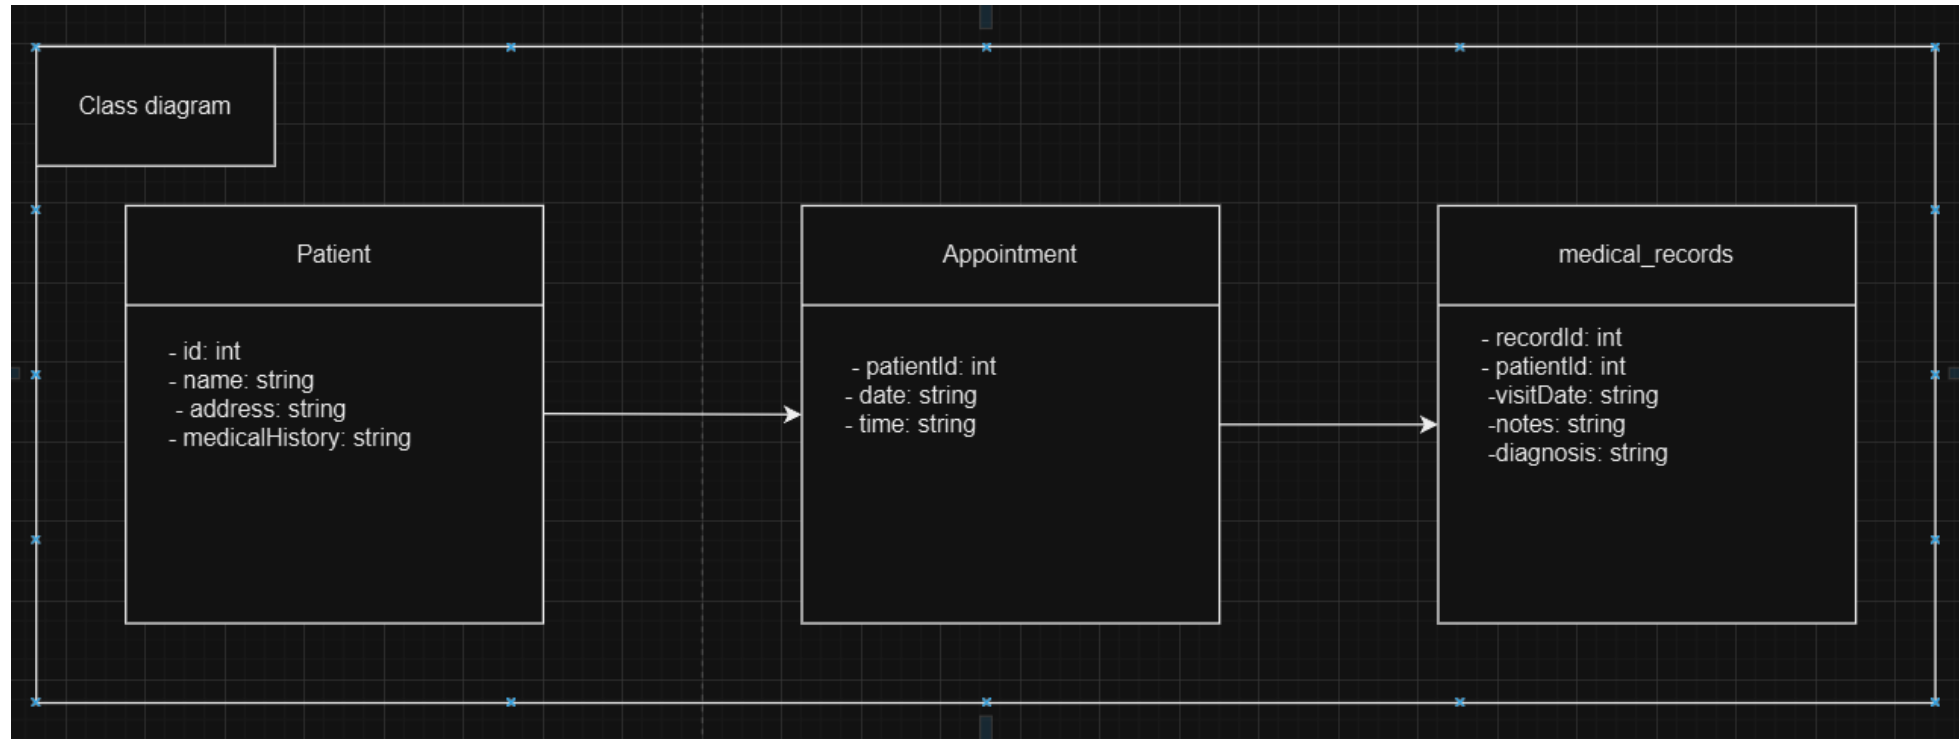 Class diagram
Patient
- id: int
- name: string
- address: string
- medicalHistory: string
Appointment
- patientId: int
- date: string
- time: string
medical_records
- recordId: int
- patientId: int
-visitDate: string
-notes: string
-diagnosis: string